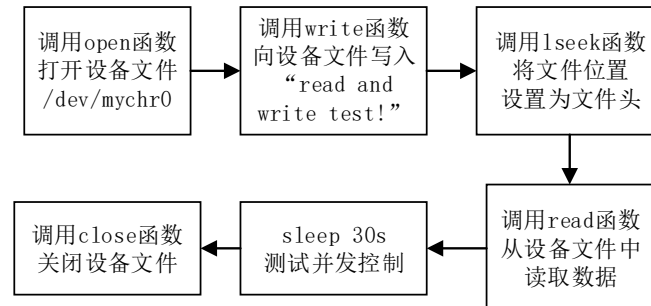 调用open函数
打开设备文件
/dev/mychr0
调用write函数
向设备文件写入
“read and
write test!”
调用lseek函数
将文件位置
设置为文件头
调用read函数
从设备文件中
读取数据
sleep 30s
测试并发控制
调用close函数
关闭设备文件